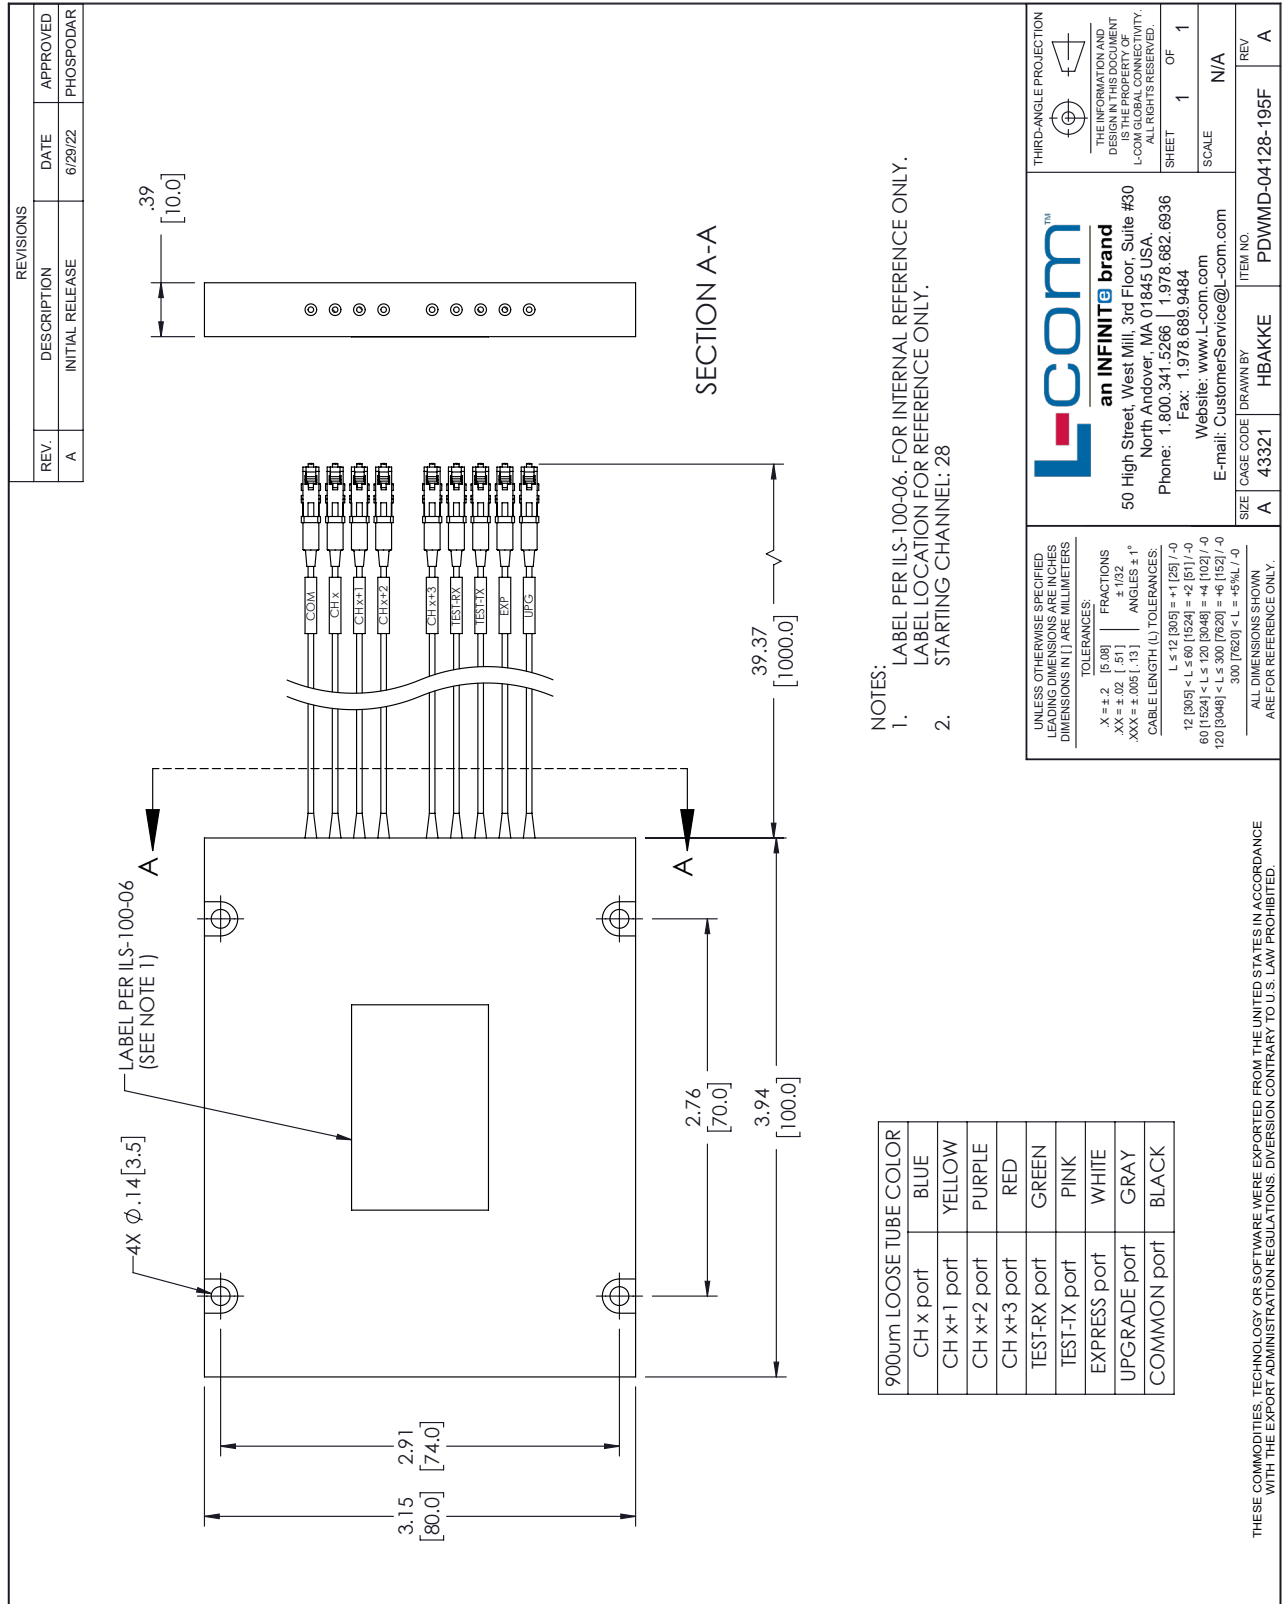 REVISIONS
REV. DESCRIPTION DATE APPROVED
A INITIAL RELEASE 6/29/22 PHOSPODAR
4X Ø.14[3.5]
LABEL PER ILS-100-06
(SEE NOTE 1)
A
A
COM
CH x
CH x+1
CH x+2
CH x+3
TEST-RX
TEST-TX
EXP
UPG
.39
[10.0]
SECTION A-A
2.91
[74.0]
3.15
[80.0]
2.76
[70.0]
3.94
[100.0]
39.37
[1000.0]
NOTES:
1. LABEL PER ILS-100-06. FOR INTERNAL REFERENCE ONLY.
LABEL LOCATION FOR REFERENCE ONLY.
2. STARTING CHANNEL: 28
900um LOOSE TUBE COLOR
CH x port BLUE
CH x+1 port YELLOW
CH x+2 port PURPLE
CH x+3 port RED
TEST-RX port GREEN
TEST-TX port PINK
EXPRESS port WHITE
UPGRADE port GRAY
COMMON port BLACK
UNLESS OTHERWISE SPECIFIED
LEADING DIMENSIONS ARE INCHES
DIMENSIONS IN [ ] ARE MILLIMETERS
TOLERANCES:
.X = ± .2 [5.08] FRACTIONS
.XX = ± .02 [ .51 ] ± 1/32
.XXX = ± .005 [ .13 ] ANGLES ± 1°
CABLE LENGTH (L) TOLERANCES:
L ≤ 12 [305] = +1 [25] / -0
12 [305] < L ≤ 60 [1524] = +2 [51] / -0
60 [1524] < L ≤ 120 [3048] = +4 [102] / -0
120 [3048] < L ≤ 300 [7620] = +6 [152] / -0
300 [7620] < L = +5%L / -0
ALL DIMENSIONS SHOWN
ARE FOR REFERENCE ONLY.
L-com™
an INFINITe brand
50 High Street, West Mill, 3rd Floor, Suite #30
North Andover, MA 01845 USA.
Phone: 1.800.341.5266 | 1.978.682.6936
Fax: 1.978.689.9484
Website: www.L-com.com
E-mail: CustomerService@L-com.com
THIRD-ANGLE PROJECTION
THE INFORMATION AND
DESIGN IN THIS DOCUMENT
IS THE PROPERTY OF
L-COM GLOBAL CONNECTIVITY.
ALL RIGHTS RESERVED.
SHEET 1 OF 1
SCALE N/A
SIZE A
CAGE CODE 43321
DRAWN BY HBAKKE
ITEM NO. PDWMD-04128-195F
REV A
THESE COMMODITIES, TECHNOLOGY OR SOFTWARE WERE EXPORTED FROM THE UNITED STATES IN ACCORDANCE
WITH THE EXPORT ADMINISTRATION REGULATIONS. DIVERSION CONTRARY TO U.S. LAW PROHIBITED.